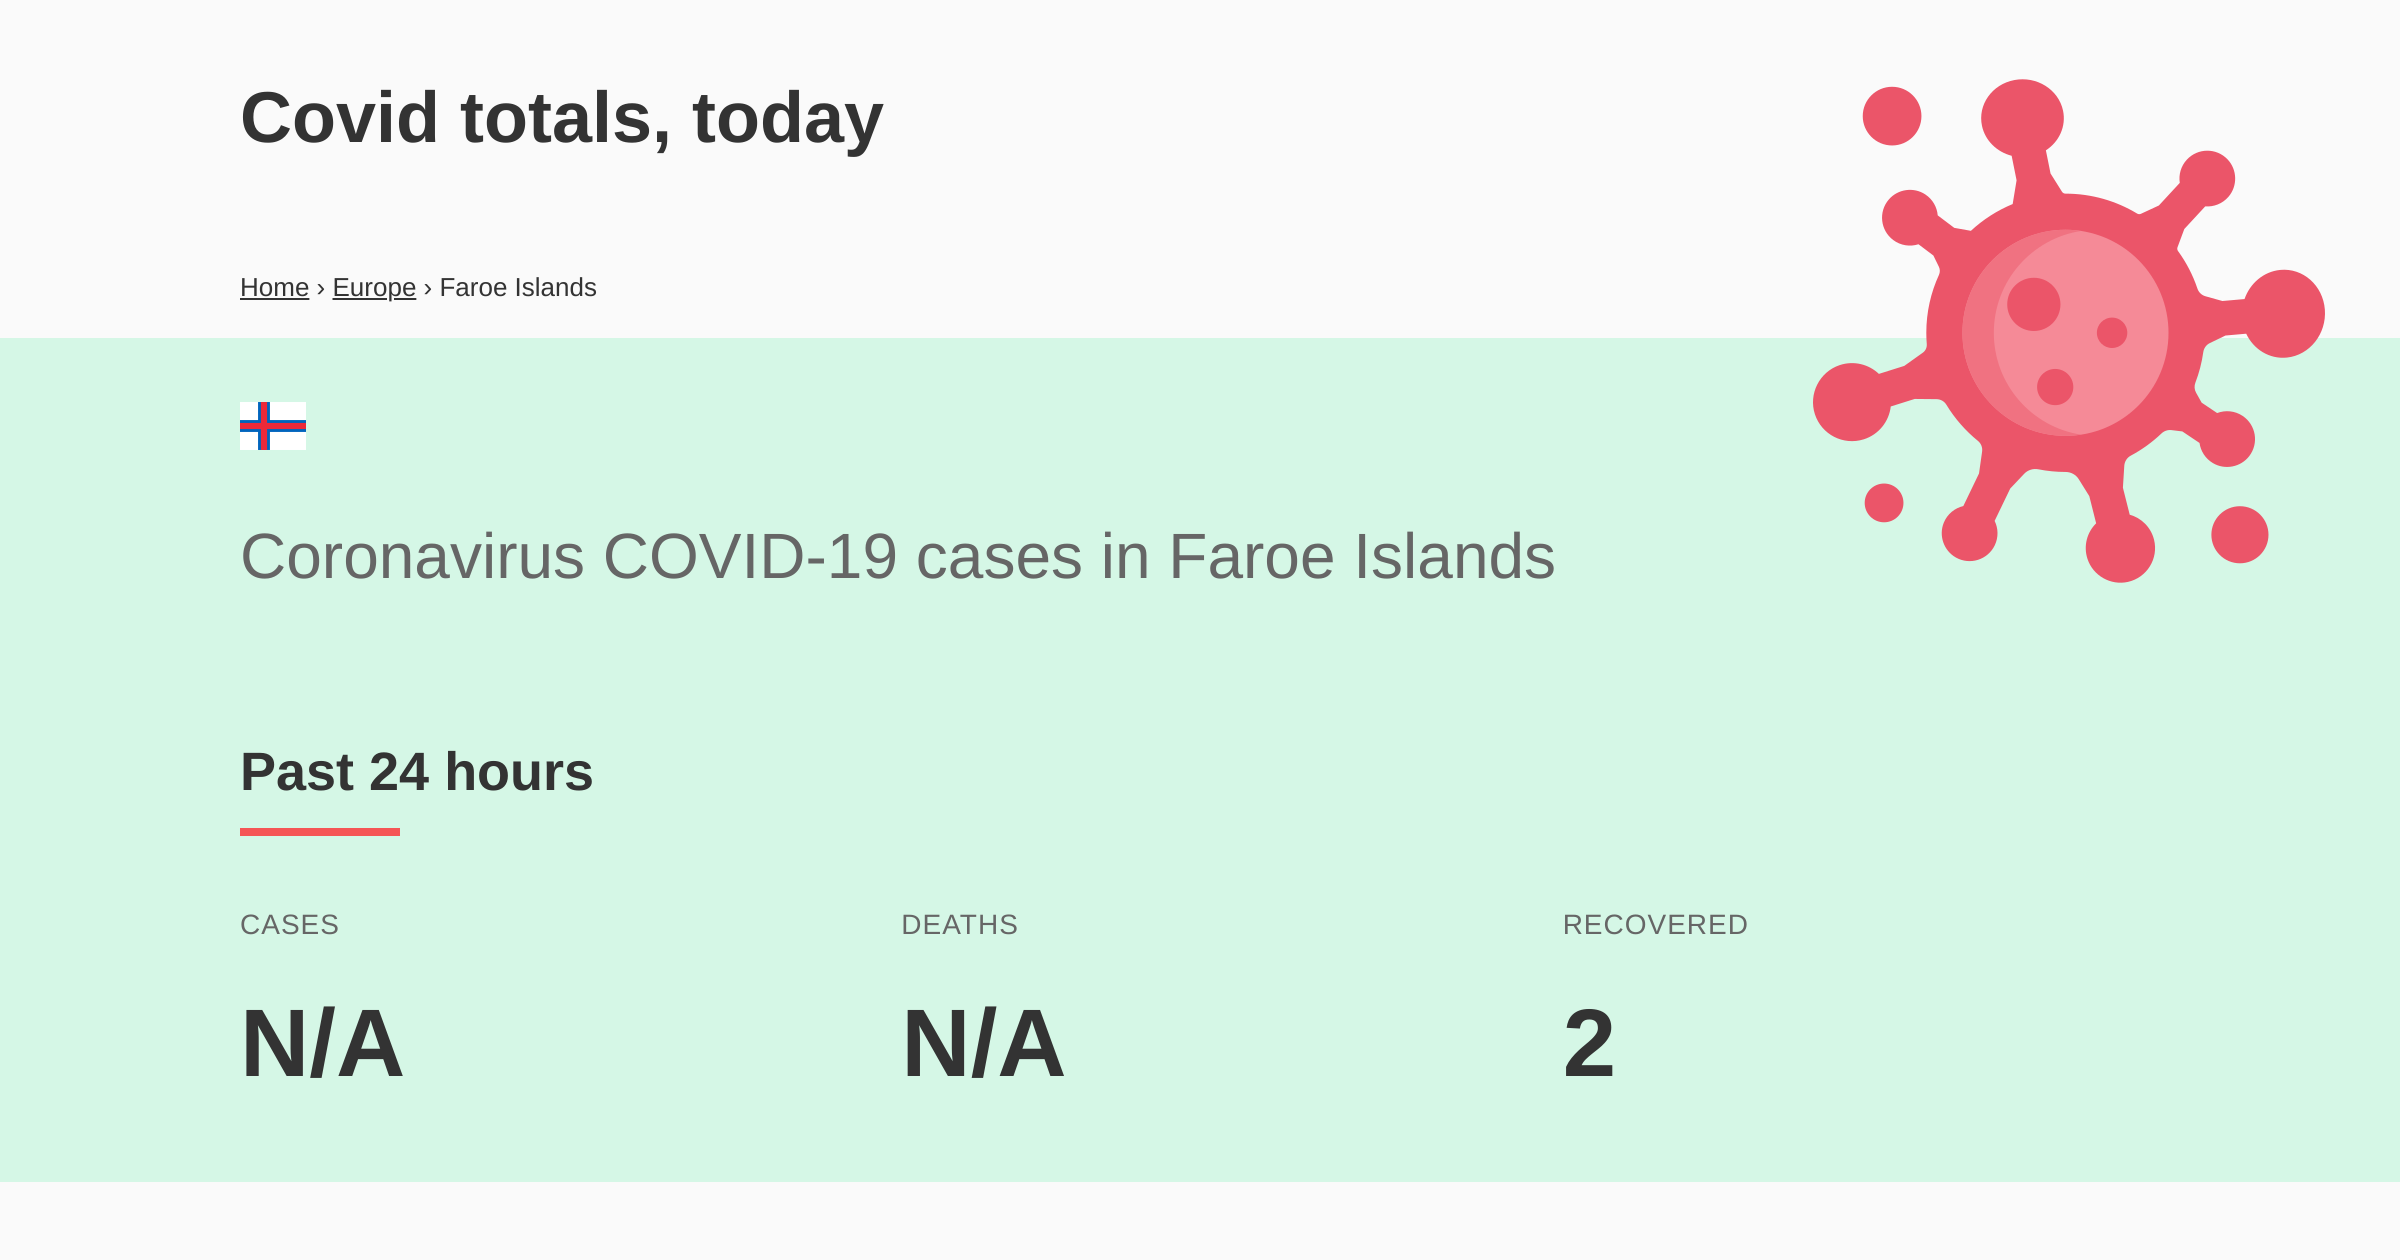 Covid totals, today
Home › Europe › Faroe Islands
Coronavirus COVID-19 cases in Faroe Islands
Past 24 hours
CASES DEATHS RECOVERED
N/A N/A 2